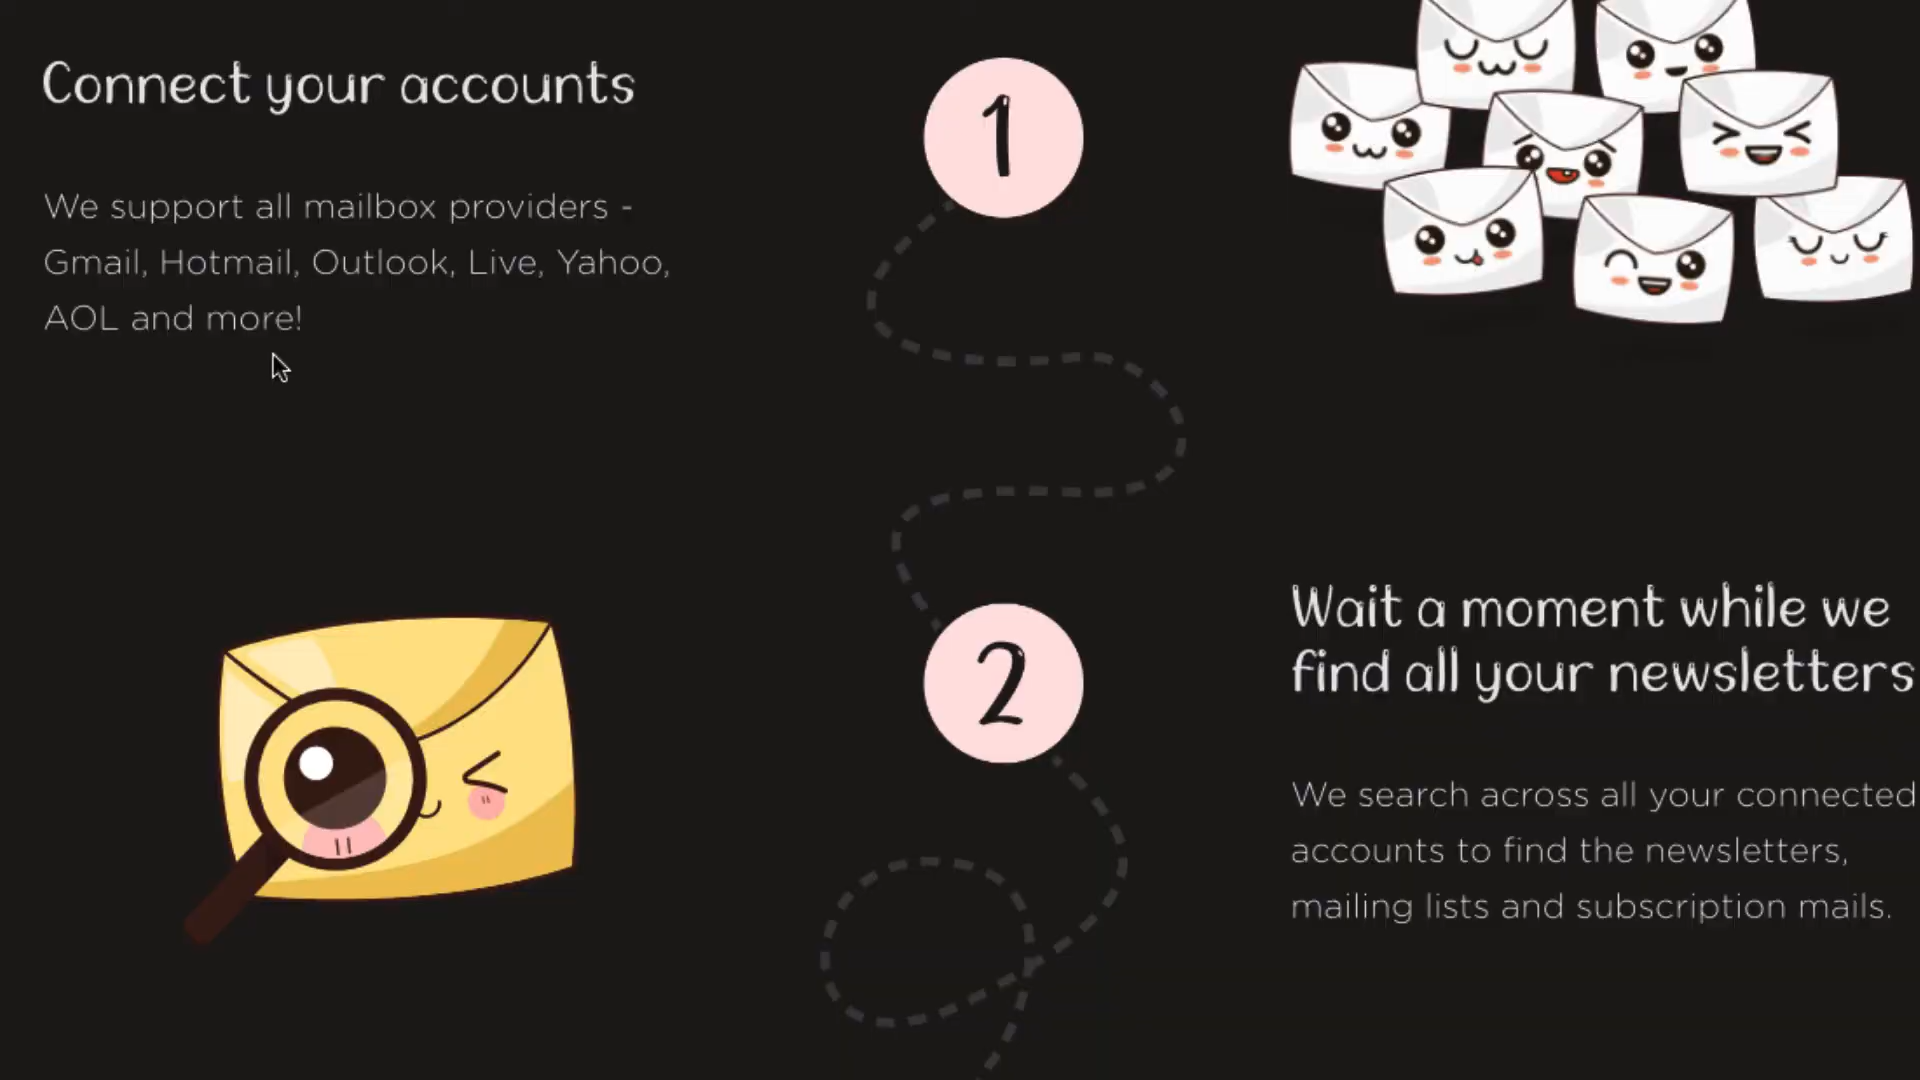 Connect your accounts
We support all mailbox providers -
Gmail, Hotmail, Outlook, Live, Yahoo,
AOL and more!
1
2
Wait a moment while we
find all your newsletters
We search across all your connected
accounts to find the newsletters,
mailing lists and subscription mails.